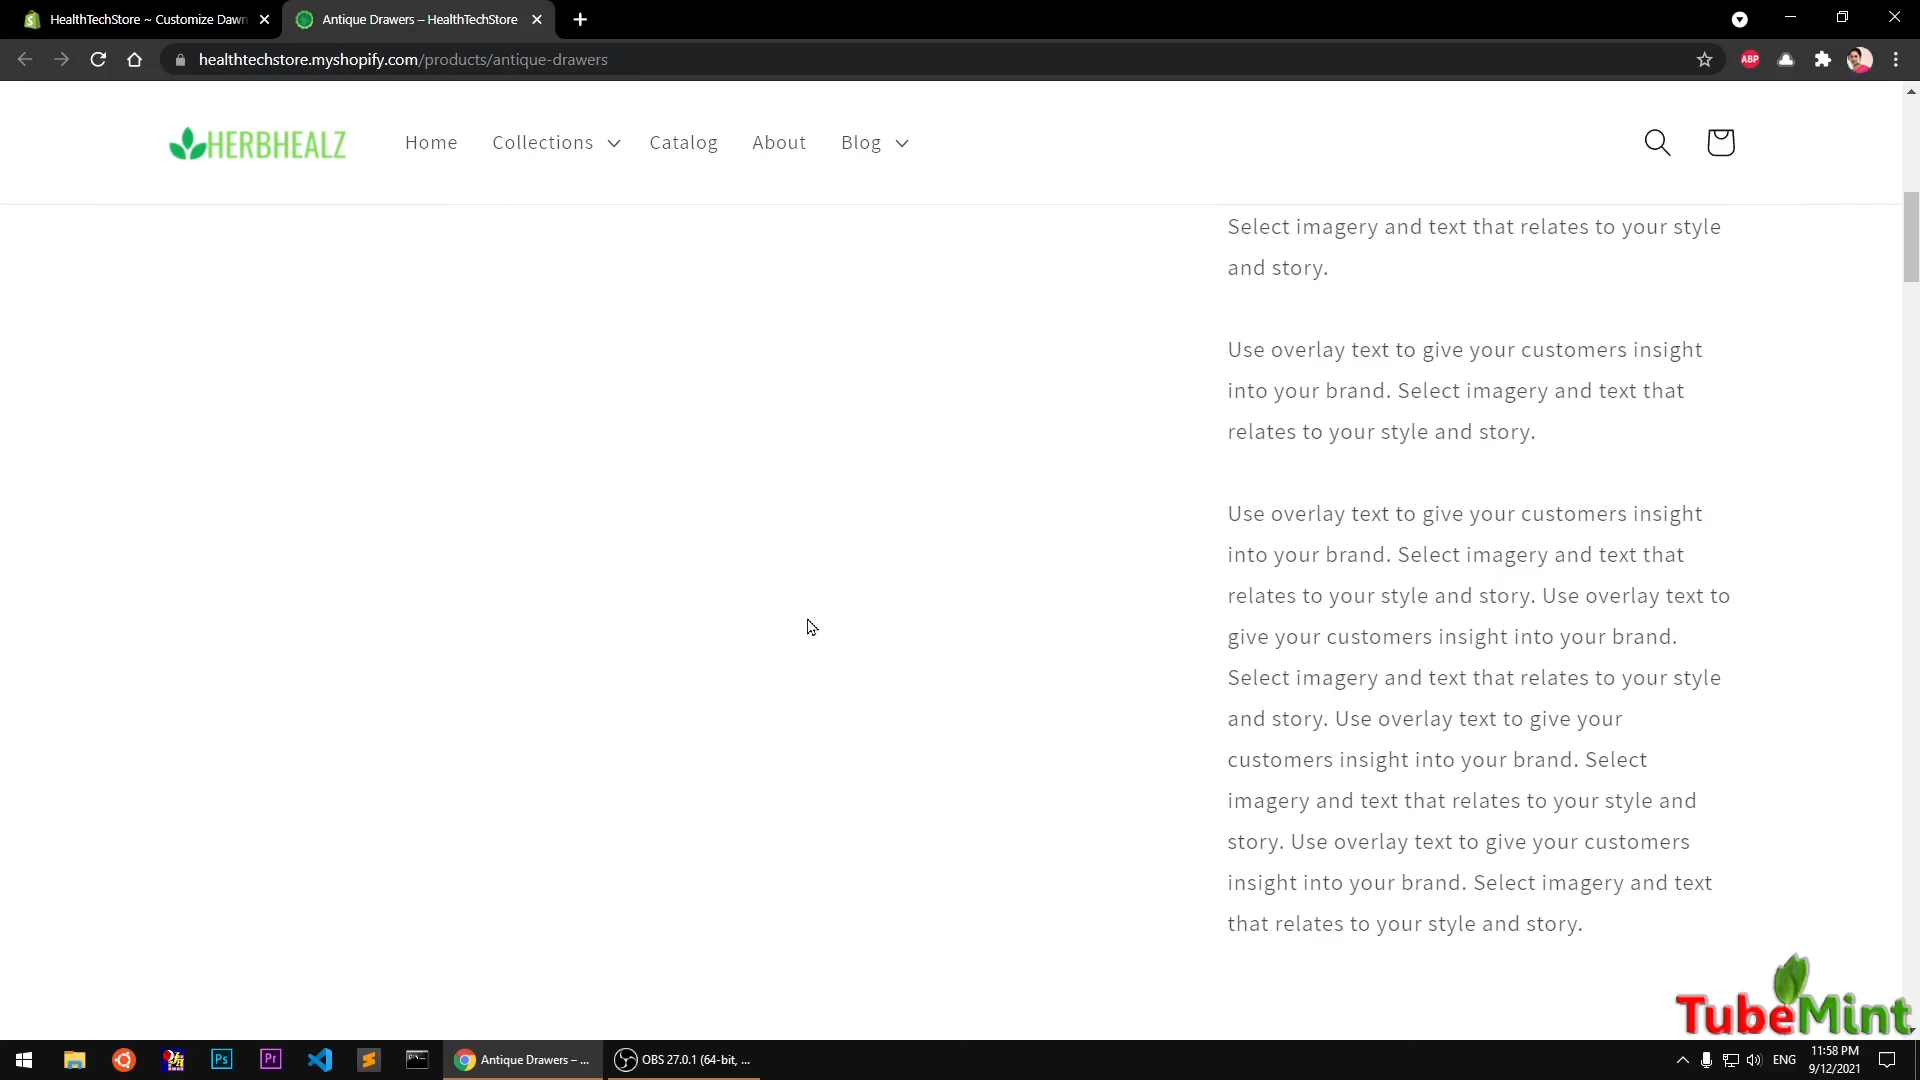 HealthTechStore ~ Customize Dawn
Antique Drawers – HealthTechStore
healthtechstore.myshopify.com/products/antique-drawers
ABP
HERBHEALZ
Home
Collections
Catalog
About
Blog
Select imagery and text that relates to your style
and story.
Use overlay text to give your customers insight
into your brand. Select imagery and text that
relates to your style and story.
Use overlay text to give your customers insight
into your brand. Select imagery and text that
relates to your style and story. Use overlay text to
give your customers insight into your brand.
Select imagery and text that relates to your style
and story. Use overlay text to give your
customers insight into your brand. Select
imagery and text that relates to your style and
story. Use overlay text to give your customers
insight into your brand. Select imagery and text
that relates to your style and story.
TubeMint
Ps
Pr
Antique Drawers – ...
OBS 27.0.1 (64-bit, ...
ENG
11:58 PM
9/12/2021